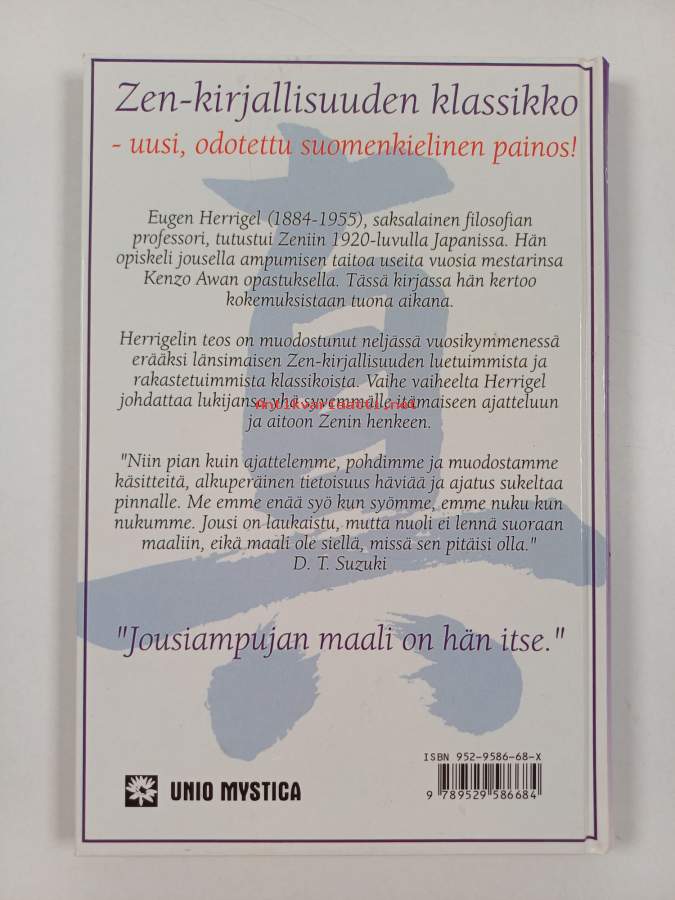 Zen-kirjallisuuden klassikko
- uusi, odotettu suomenkielinen painos!
Eugen Herrigel (1884-1955), saksalainen filosofian
professori, tutustui Zeniin 1920-luvulla Japanissa. Hän
opiskeli jousella ampumisen taitoa useita vuosia mestarinsa
Kenzo Awan opastuksella. Tässä kirjassa hän kertoo
kokemuksistaan tuona aikana.
Herrigelin teos on muodostunut neljässä vuosikymmenessä
erääksi länsimaisen Zen-kirjallisuuden luetuimmista ja
rakastetuimmista klassikoista. Vaihe vaiheelta Herrigel
johdattaa lukijansa yhä syvemmälle itämaiseen ajatteluun
Antikvariaatti.net
ja aitoon Zenin henkeen.
"Niin pian kuin ajattelemme, pohdimme ja muodostamme
käsitteitä, alkuperäinen tietoisuus häviää ja ajatus sukeltaa
pinnalle. Me emme enää syö kun syömme, emme nuku kun
nukumme. Jousi on laukaistu, mutta nuoli ei lennä suoraan
maaliin, eikä maali ole siellä, missä sen pitäisi olla."
D. T. Suzuki
"Jousiampujan maali on hän itse."
ISBN 952-9586-68-X
UNIO MYSTICA
9 789529 586684